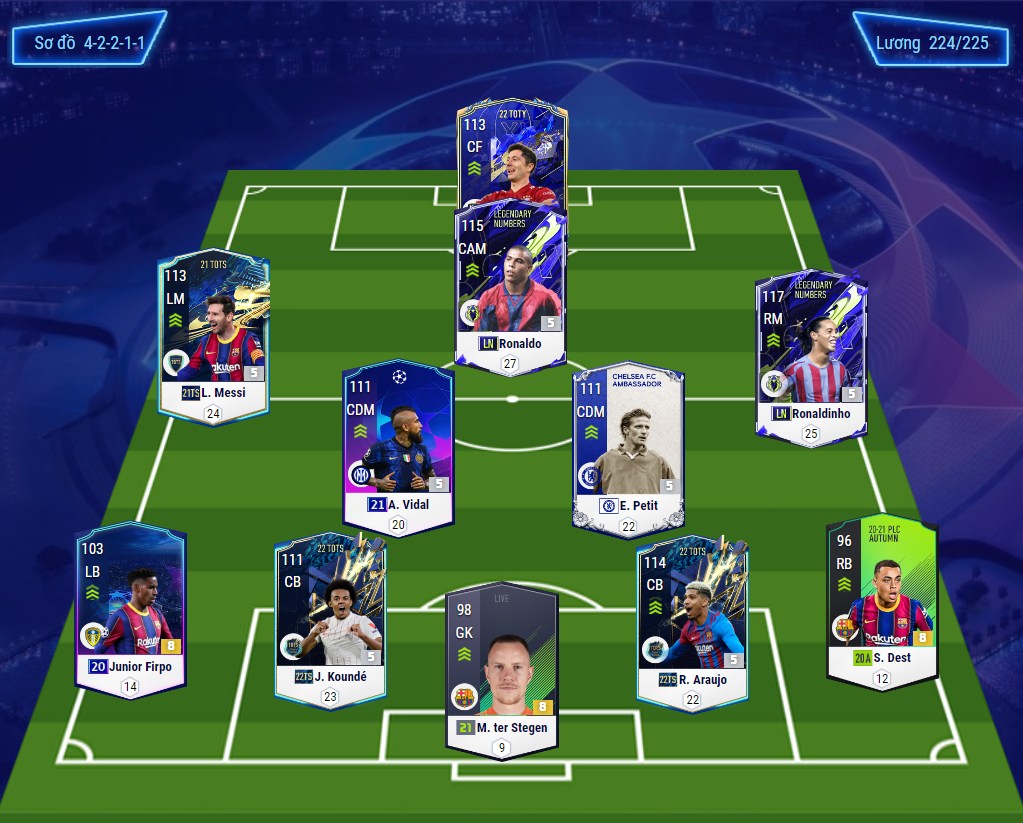 Sơ đồ 4-2-2-1-1
Lương 224/225
22 TOTY
113
CF
LEGENDARY
NUMBERS
115
CAM
5
LN Ronaldo
27
21 TOTS
113
LM
5
21TS L. Messi
24
LEGENDARY
NUMBERS
117
RM
5
LN Ronaldinho
25
111
CDM
5
21 A. Vidal
20
CHELSEA F.C
AMBASSADOR
111
CDM
5
E. Petit
22
103
LB
Rakuten
8
20 Junior Firpo
14
22 TOTS
111
CB
5
22TS J. Koundé
23
LIVE
98
GK
8
21 M. ter Stegen
9
22 TOTS
114
CB
5
22TS R. Araujo
22
20-21 PLC
AUTUMN
96
RB
Rakuten
8
20A S. Dest
12